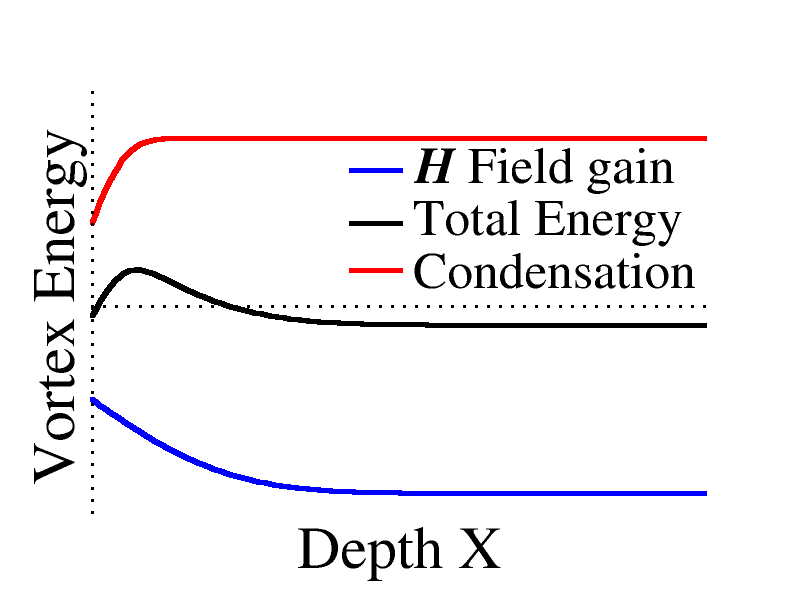 Vortex Energy
H Field gain
Total Energy
Condensation
Depth X